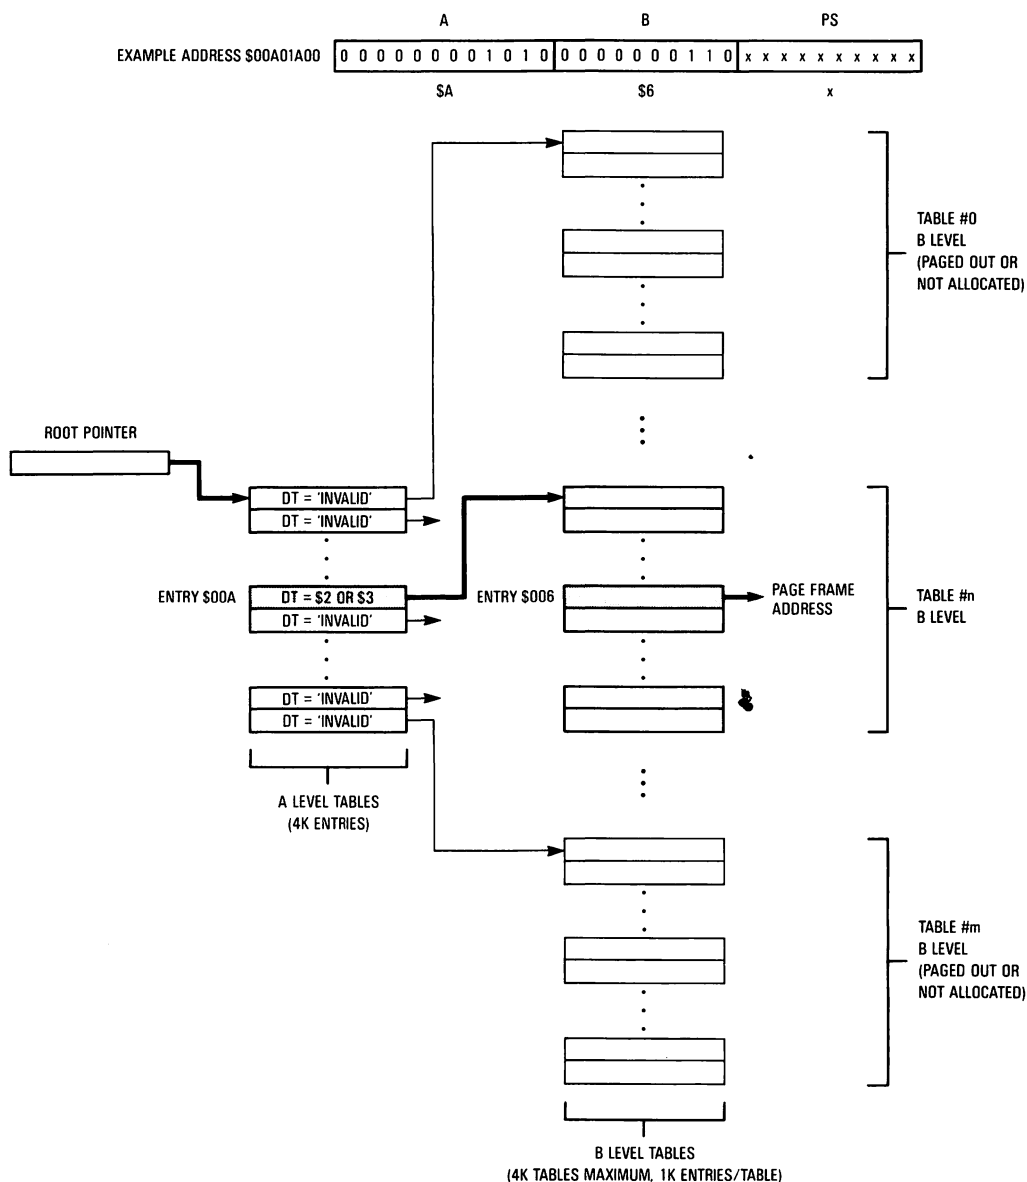 A B PS
EXAMPLE ADDRESS $00A01A00 0 0 0 0 0 0 0 0 1 0 1 0 0 0 0 0 0 0 0 1 1 0 x x x x x x x x x x
$A $6 x
TABLE #0
B LEVEL
(PAGED OUT OR
NOT ALLOCATED)
ROOT POINTER
DT = 'INVALID'
DT = 'INVALID'
ENTRY $00A DT = $2 OR $3
DT = 'INVALID'
DT = 'INVALID'
DT = 'INVALID'
A LEVEL TABLES
(4K ENTRIES)
ENTRY $006
PAGE FRAME
ADDRESS
TABLE #n
B LEVEL
TABLE #m
B LEVEL
(PAGED OUT OR
NOT ALLOCATED)
B LEVEL TABLES
(4K TABLES MAXIMUM, 1K ENTRIES/TABLE)